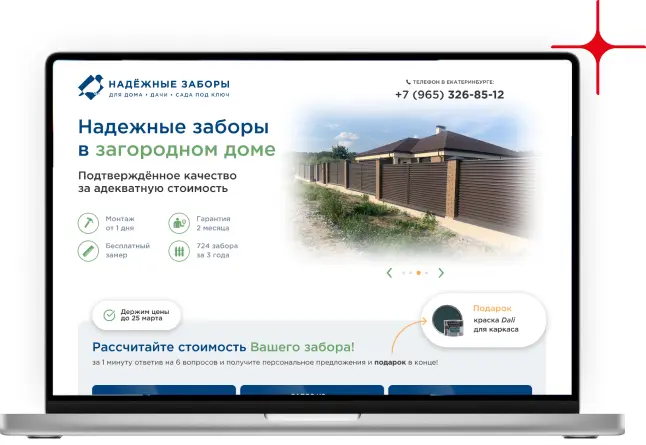 НАДЁЖНЫЕ ЗАБОРЫ
ДЛЯ ДОМА • ДАЧИ • САДА ПОД КЛЮЧ
ТЕЛЕФОН В ЕКАТЕРИНБУРГЕ:
+7 (965) 326-85-12
Надежные заборы
в загородном доме
Подтверждённое качество
за адекватную стоимость
Монтаж
от 1 дня
Гарантия
2 месяца
Бесплатный
замер
724 забора
за 3 года
Держим цены
до 25 марта
Подарок
краска Dali
для каркаса
Рассчитайте стоимость Вашего забора!
за 1 минуту ответив на 6 вопросов и получите персональное предложения и подарок в конце!